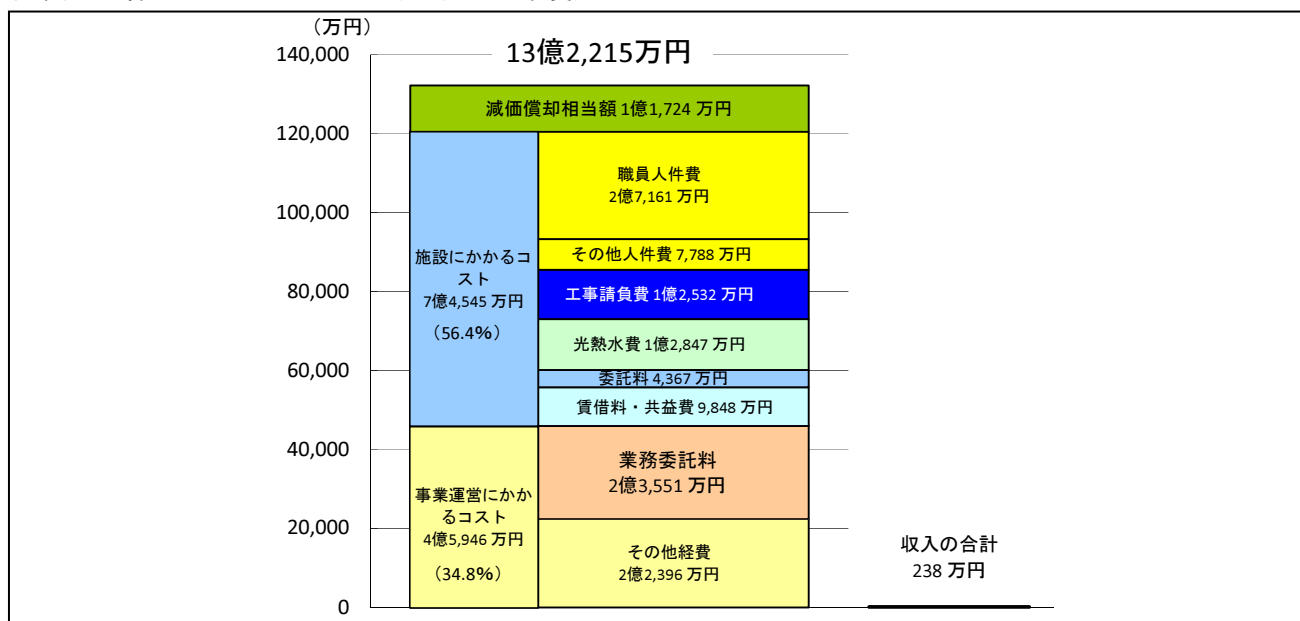 （万円）
13億2,215万円
140,000
120,000
100,000
80,000
60,000
40,000
20,000
0
減価償却相当額 1億1,724 万円
施設にかかるコ
スト
7億4,545 万円
（56.4%）
職員人件費
2億7,161 万円
その他人件費 7,788 万円
工事請負費 1億2,532 万円
光熱水費 1億2,847 万円
委託料 4,367 万円
賃借料・共益費 9,848 万円
事業運営にかか
るコスト
4億5,946 万円
（34.8%）
業務委託料
2億3,551 万円
その他経費
2億2,396 万円
収入の合計
238 万円